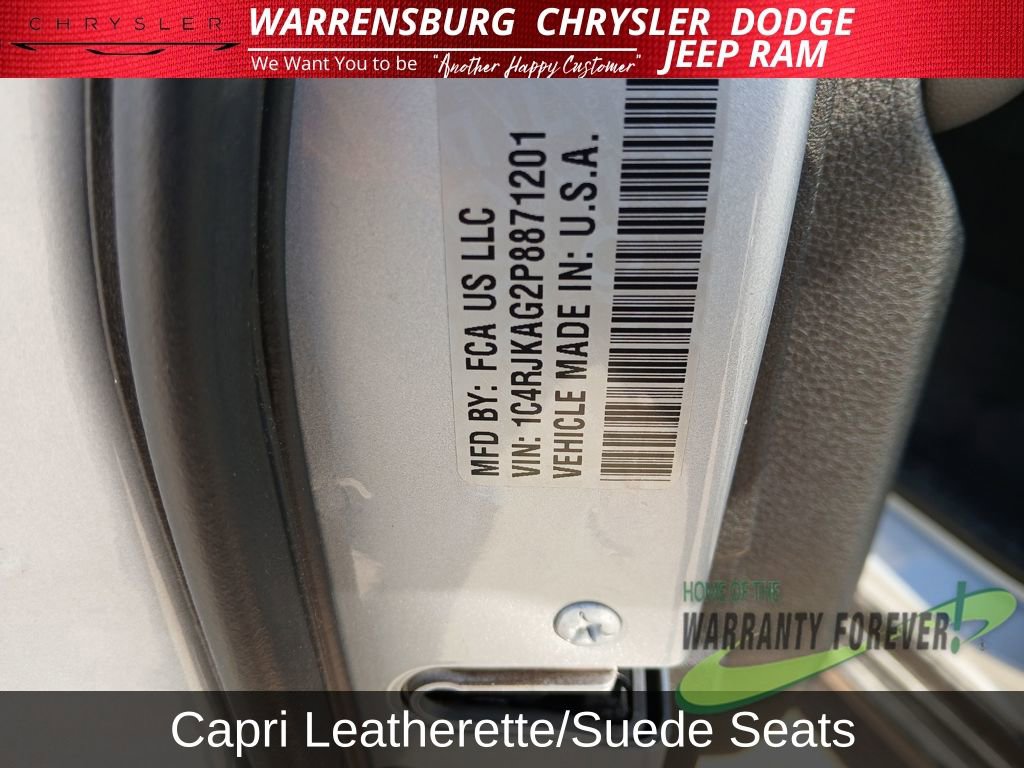 CHRYSLER
WARRENSBURG CHRYSLER DODGE
JEEP RAM
We Want You to be "Another Happy Customer"
MFD BY: FCA US LLC
VIN: 1C4RJKAG2P8871201
VEHICLE MADE IN: U.S.A.
HOME OF THE
WARRANTY FOREVER!
Capri Leatherette/Suede Seats